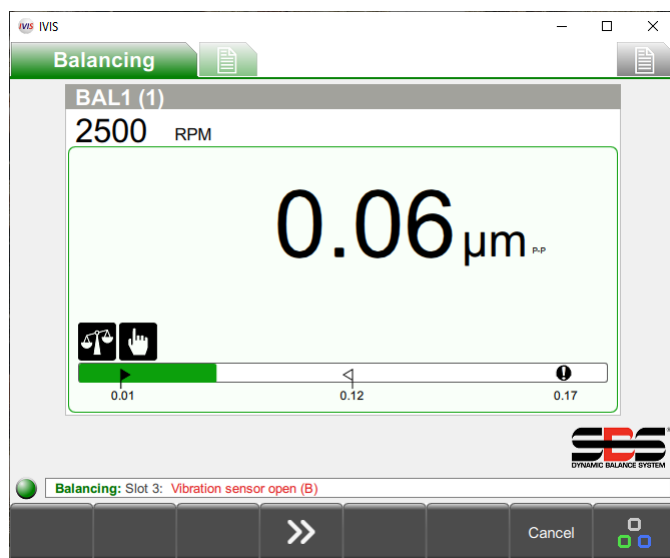 IVIS IVIS
Balancing
BAL1 (1)
2500 RPM
0.06 µm P-P
0.01 0.12 0.17
SBS
DYNAMIC BALANCE SYSTEM
Balancing: Slot 3: Vibration sensor open (B)
Cancel